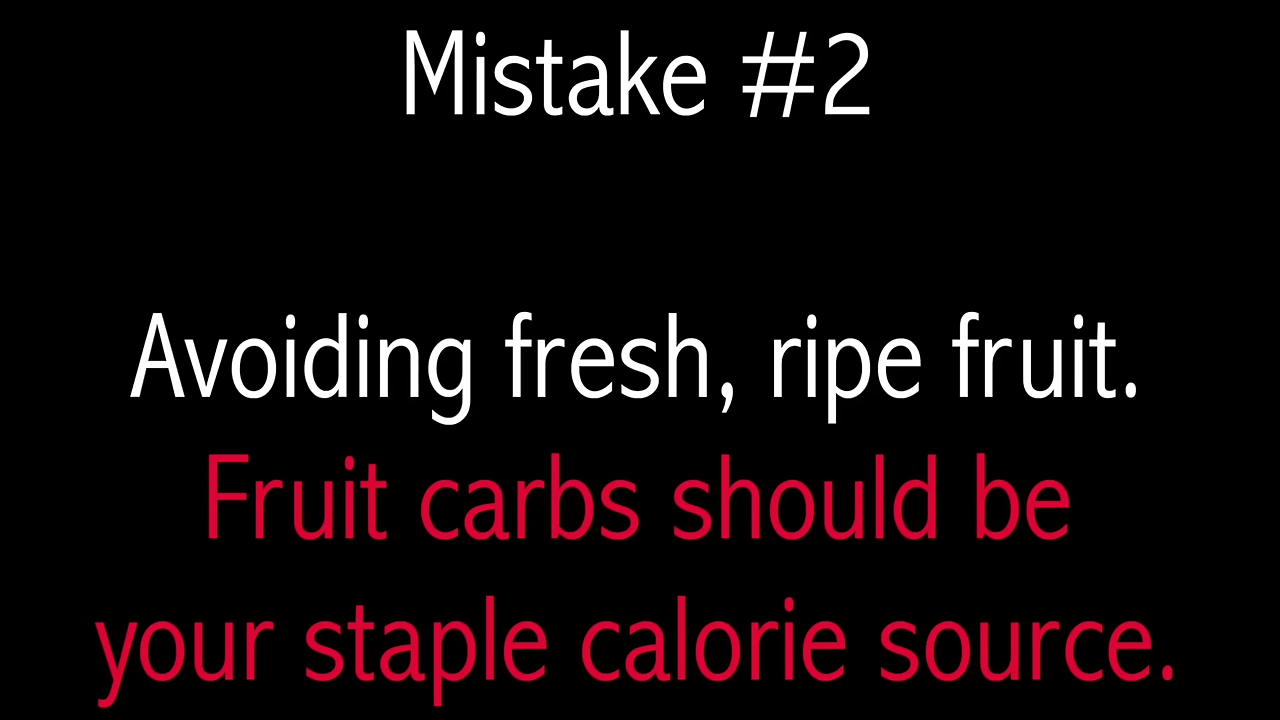 Mistake #2
Avoiding fresh, ripe fruit.
Fruit carbs should be
your staple calorie source.